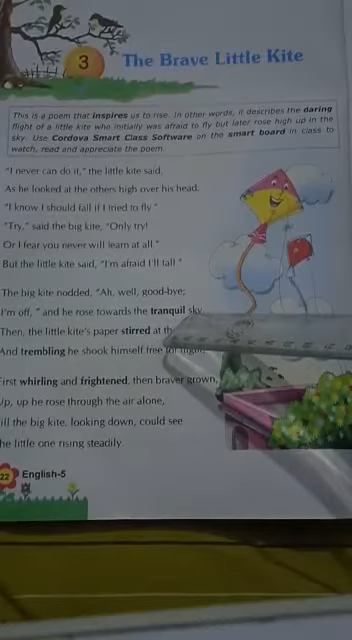 3
The Brave Little Kite
This is a poem that inspires us to rise. In other words, it describes the daring
flight of a little kite who initially was afraid to fly but later rose high up in the
sky. Use Cordova Smart Class Software on the smart board in class to
watch, read and appreciate the poem.
"I never can do it," the little kite said,
As he looked at the others high over his head.
"I know I should fall if I tried to fly "
"Try," said the big kite, "Only try!
Or I fear you never will learn at all "
But the little kite said, "I'm afraid I'll fall "
The big kite nodded, "Ah, well, good-bye;
I'm off, " and he rose towards the tranquil sky
Then, the little kite's paper stirred at
And trembling he shook himself free for
First whirling and frightened, then braver grown,
Up, up he rose through the air alone,
ill the big kite, looking down, could see
he little one rising steadily
22 English-5